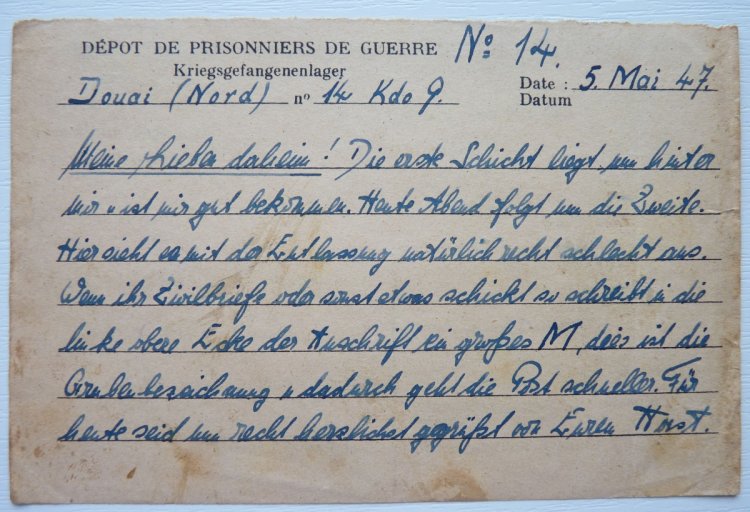 DÉPOT DE PRISONNIERS DE GUERRE No 14.
Kriegsgefangenenlager
Douai (Nord) no 14 Kdo 9. Date : 5. Mai 47.
Datum
Meine Lieben daheim! Die erste Schicht liegt nun hinter
mir u ist mir gut bekommen. Heute Abend folgt nun die Zweite.
Hier sieht es mit der Entlassung natürlich recht schlecht aus.
Wenn ihr Zivilbriefe oder sonst etwas schickt so schreibt in die
linke obere Ecke der Anschrift ein großes M, dies ist die
Grubenbezeichnung u dadurch geht die Post schneller. Für
heute seid nun recht herzlichst gegrüßt von Euren Horst.